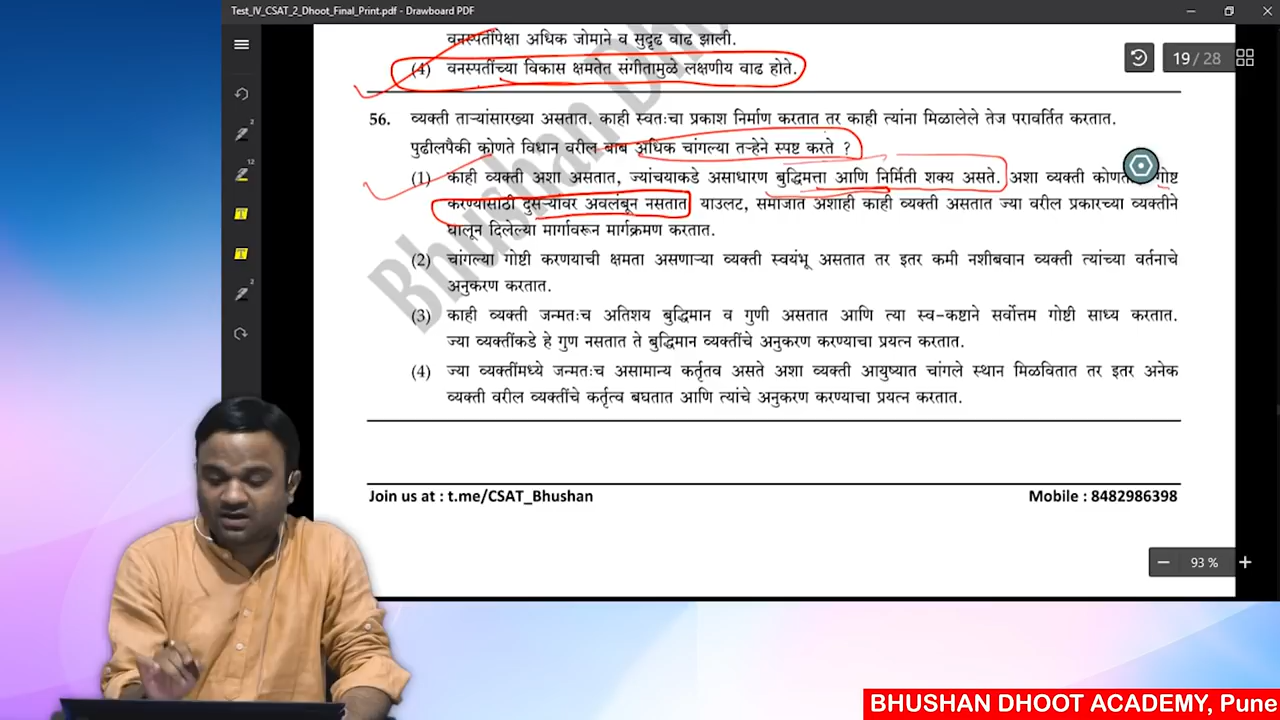 Test_IV_CSAT_2_Dhoot_Final_Print.pdf - Drawboard PDF
वनस्पतींपेक्षा अधिक जोमाने व सुदृढ वाढ झाली.
(4) वनस्पतींच्या विकास क्षमतेत संगीतामुळे लक्षणीय वाढ होते.
19 / 28
56. व्यक्ती ताऱ्यांसारख्या असतात. काही स्वतःचा प्रकाश निर्माण करतात तर काही त्यांना मिळालेले तेज परावर्तित करतात.
पुढीलपैकी कोणते विधान वरील बाब अधिक चांगल्या तऱ्हेने स्पष्ट करते ?
(1) काही व्यक्ती अशा असतात, ज्यांचयाकडे असाधारण बुद्धिमत्ता आणि निर्मिती शक्य असते. अशा व्यक्ती गोष्ट
करण्यासाठी दुसऱ्यांवर अवलंबून नसतात याउलट, समाजात अशाही काही व्यक्ती असतात ज्या वरील प्रकारच्या व्यक्तीने
घालून दिलेल्या मार्गावरून मार्गक्रमण करतात.
(2) चांगल्या गोष्टी करणयाची क्षमता असणाऱ्या व्यक्ती स्वयंभू असतात तर इतर कमी नशीबवान व्यक्ती त्यांच्या वर्तनाचे
अनुकरण करतात.
(3) काही व्यक्ती जन्मतःच अतिशय बुद्धिमान व गुणी असतात आणि त्या स्व-कष्टाने सर्वोत्तम गोष्टी साध्य करतात.
ज्या व्यक्तींकडे हे गुण नसतात ते बुद्धिमान व्यक्तींचे अनुकरण करण्याचा प्रयत्न करतात.
(4) ज्या व्यक्तींमध्ये जन्मतःच असामान्य कर्तृतव असते अशा व्यक्ती आयुष्यात चांगले स्थान मिळवितात तर इतर अनेक
व्यक्ती वरील व्यक्तींचे कर्तृत्व बघतात आणि त्यांचे अनुकरण करण्याचा प्रयत्न करतात.
Join us at : t.me/CSAT_Bhushan
Mobile : 8482986398
93 %
BHUSHAN DHOOT ACADEMY, Pune